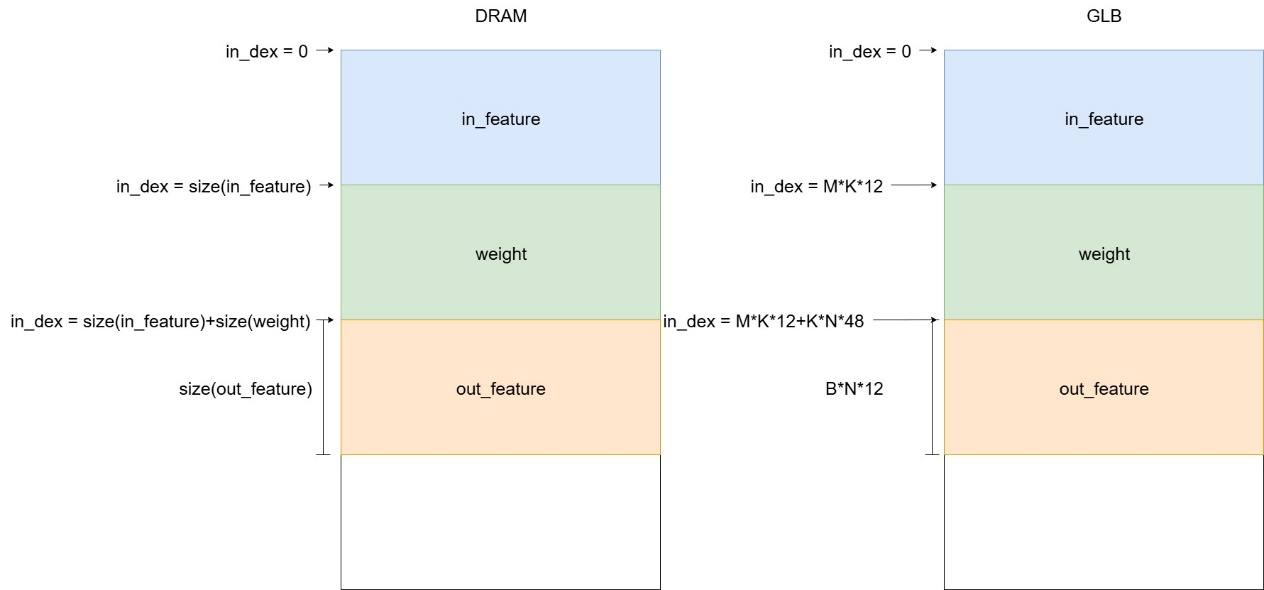 DRAM
in_dex = 0
in_feature
in_dex = size(in_feature)
weight
in_dex = size(in_feature)+size(weight)
size(out_feature)
out_feature
GLB
in_dex = 0
in_feature
in_dex = M*K*12
weight
in_dex = M*K*12+K*N*48
B*N*12
out_feature